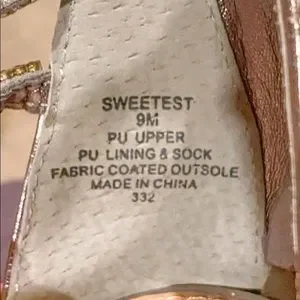 SWEETEST
9M
PU UPPER
PU LINING & SOCK
FABRIC COATED OUTSOLE
MADE IN CHINA
332